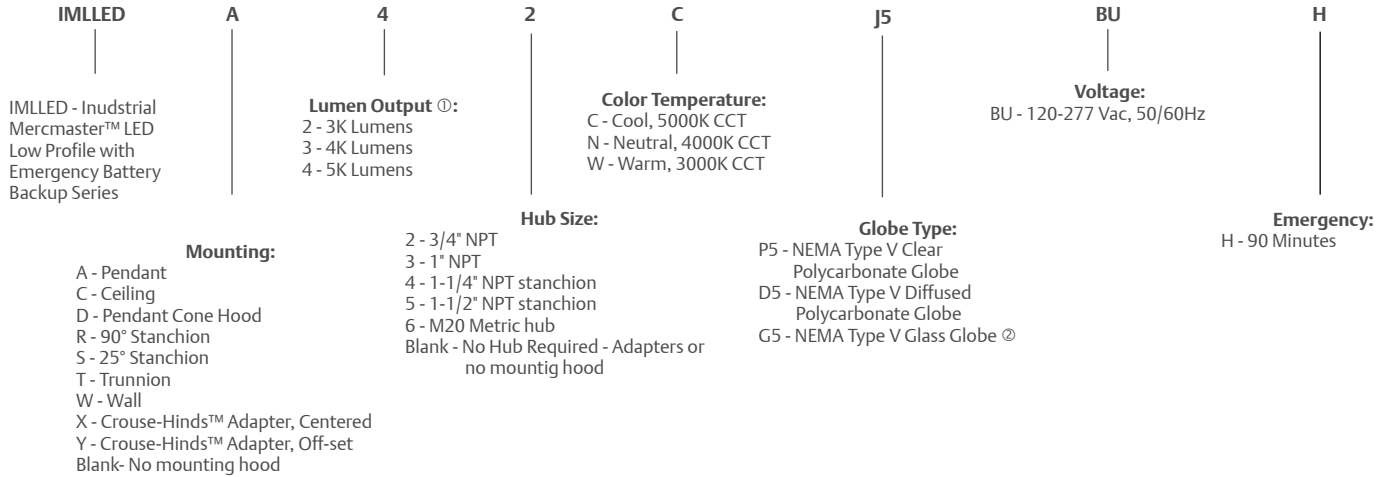 IMLLED A 4 2 C J5 BU H
IMLLED - Inudstrial
Mercmaster™ LED
Low Profile with
Emergency Battery
Backup Series
Mounting:
A - Pendant
C - Ceiling
D - Pendant Cone Hood
R - 90° Stanchion
S - 25° Stanchion
T - Trunnion
W - Wall
X - Crouse-Hinds™ Adapter, Centered
Y - Crouse-Hinds™ Adapter, Off-set
Blank- No mounting hood
Lumen Output ①:
2 - 3K Lumens
3 - 4K Lumens
4 - 5K Lumens
Hub Size:
2 - 3/4" NPT
3 - 1" NPT
4 - 1-1/4" NPT stanchion
5 - 1-1/2" NPT stanchion
6 - M20 Metric hub
Blank - No Hub Required - Adapters or
no mountig hood
Color Temperature:
C - Cool, 5000K CCT
N - Neutral, 4000K CCT
W - Warm, 3000K CCT
Globe Type:
P5 - NEMA Type V Clear
Polycarbonate Globe
D5 - NEMA Type V Diffused
Polycarbonate Globe
G5 - NEMA Type V Glass Globe ②
Voltage:
BU - 120-277 Vac, 50/60Hz
Emergency:
H - 90 Minutes